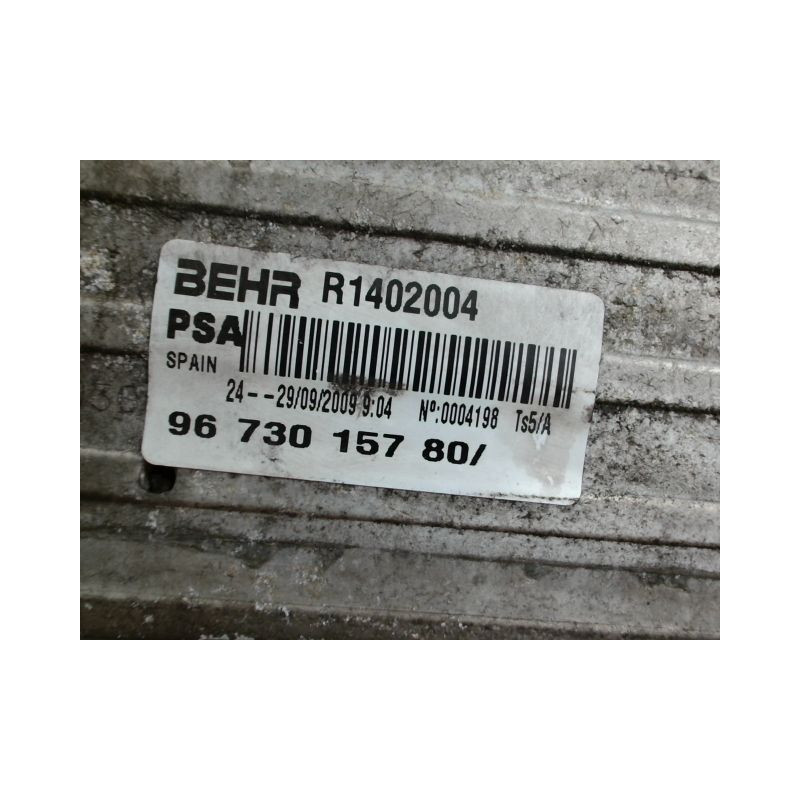 BEHR R1402004
PSA
SPAIN
24--29/09/2009 9:04 Nº:0004198 Ts5/A
96 730 157 80/